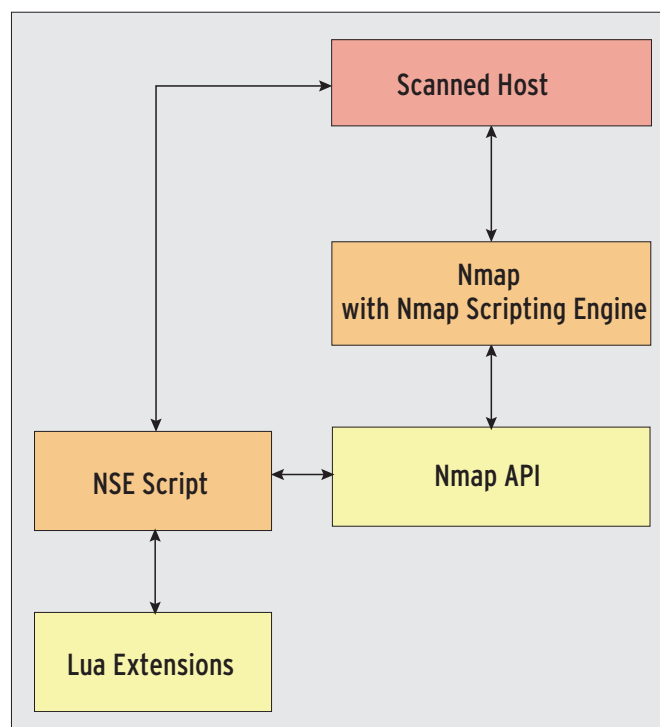 Scanned Host
Nmap
with Nmap Scripting Engine
NSE Script
Nmap API
Lua Extensions